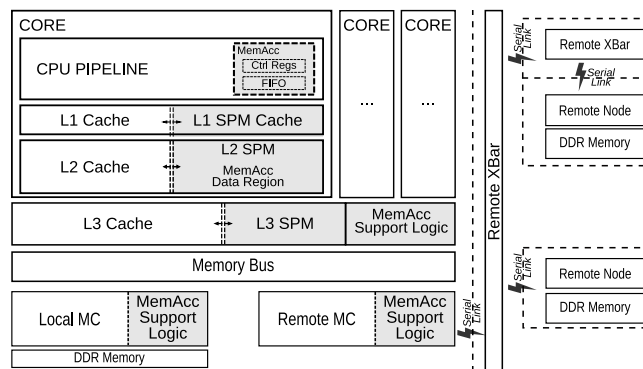 CORE
CORE
CORE
CPU PIPELINE
MemAcc
Ctrl Regs
FIFO
...
...
L1 Cache
L1 SPM Cache
L2 Cache
L2 SPM
MemAcc
Data Region
L3 Cache
L3 SPM
MemAcc
Support Logic
Memory Bus
Local MC
MemAcc
Support
Logic
DDR Memory
Remote MC
MemAcc
Support
Logic
Serial
Link
Remote XBar
Serial
Link
Remote XBar
Serial
Link
Remote Node
DDR Memory
Serial
Link
Remote Node
DDR Memory